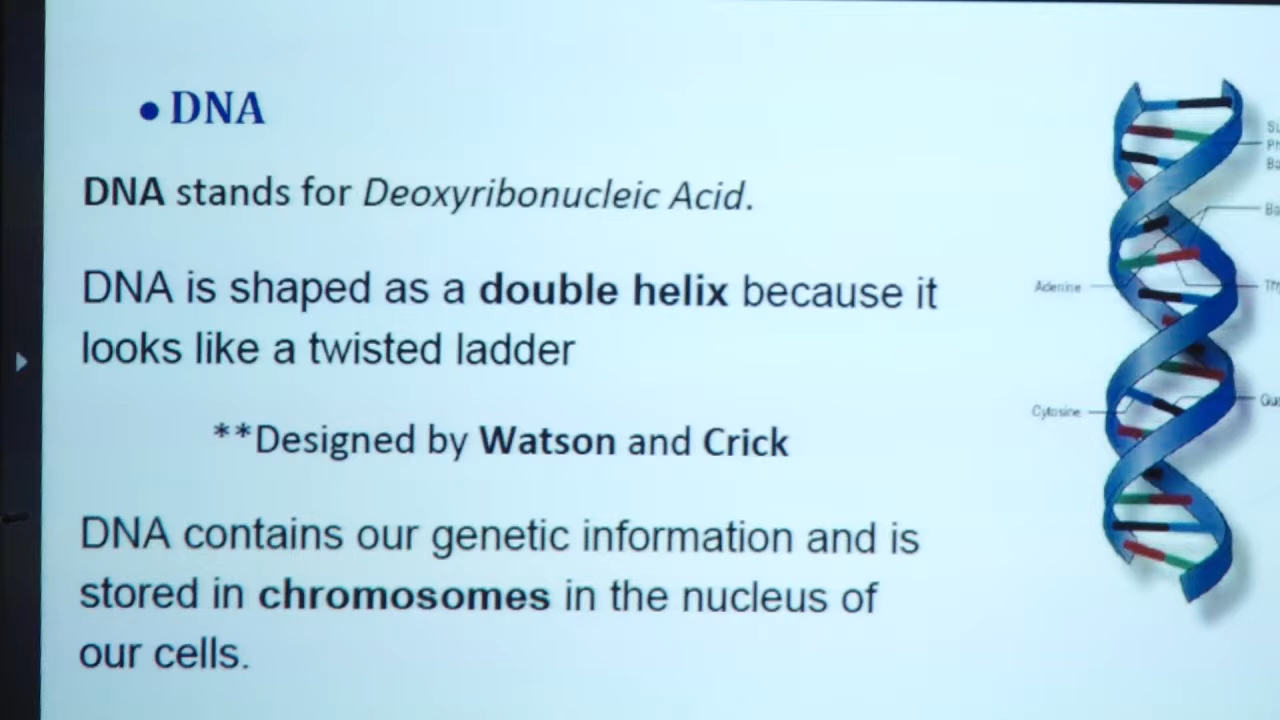 • DNA
DNA stands for Deoxyribonucleic Acid.
DNA is shaped as a double helix because it
looks like a twisted ladder
**Designed by Watson and Crick
DNA contains our genetic information and is
stored in chromosomes in the nucleus of
our cells.
Adenine
Cytosine